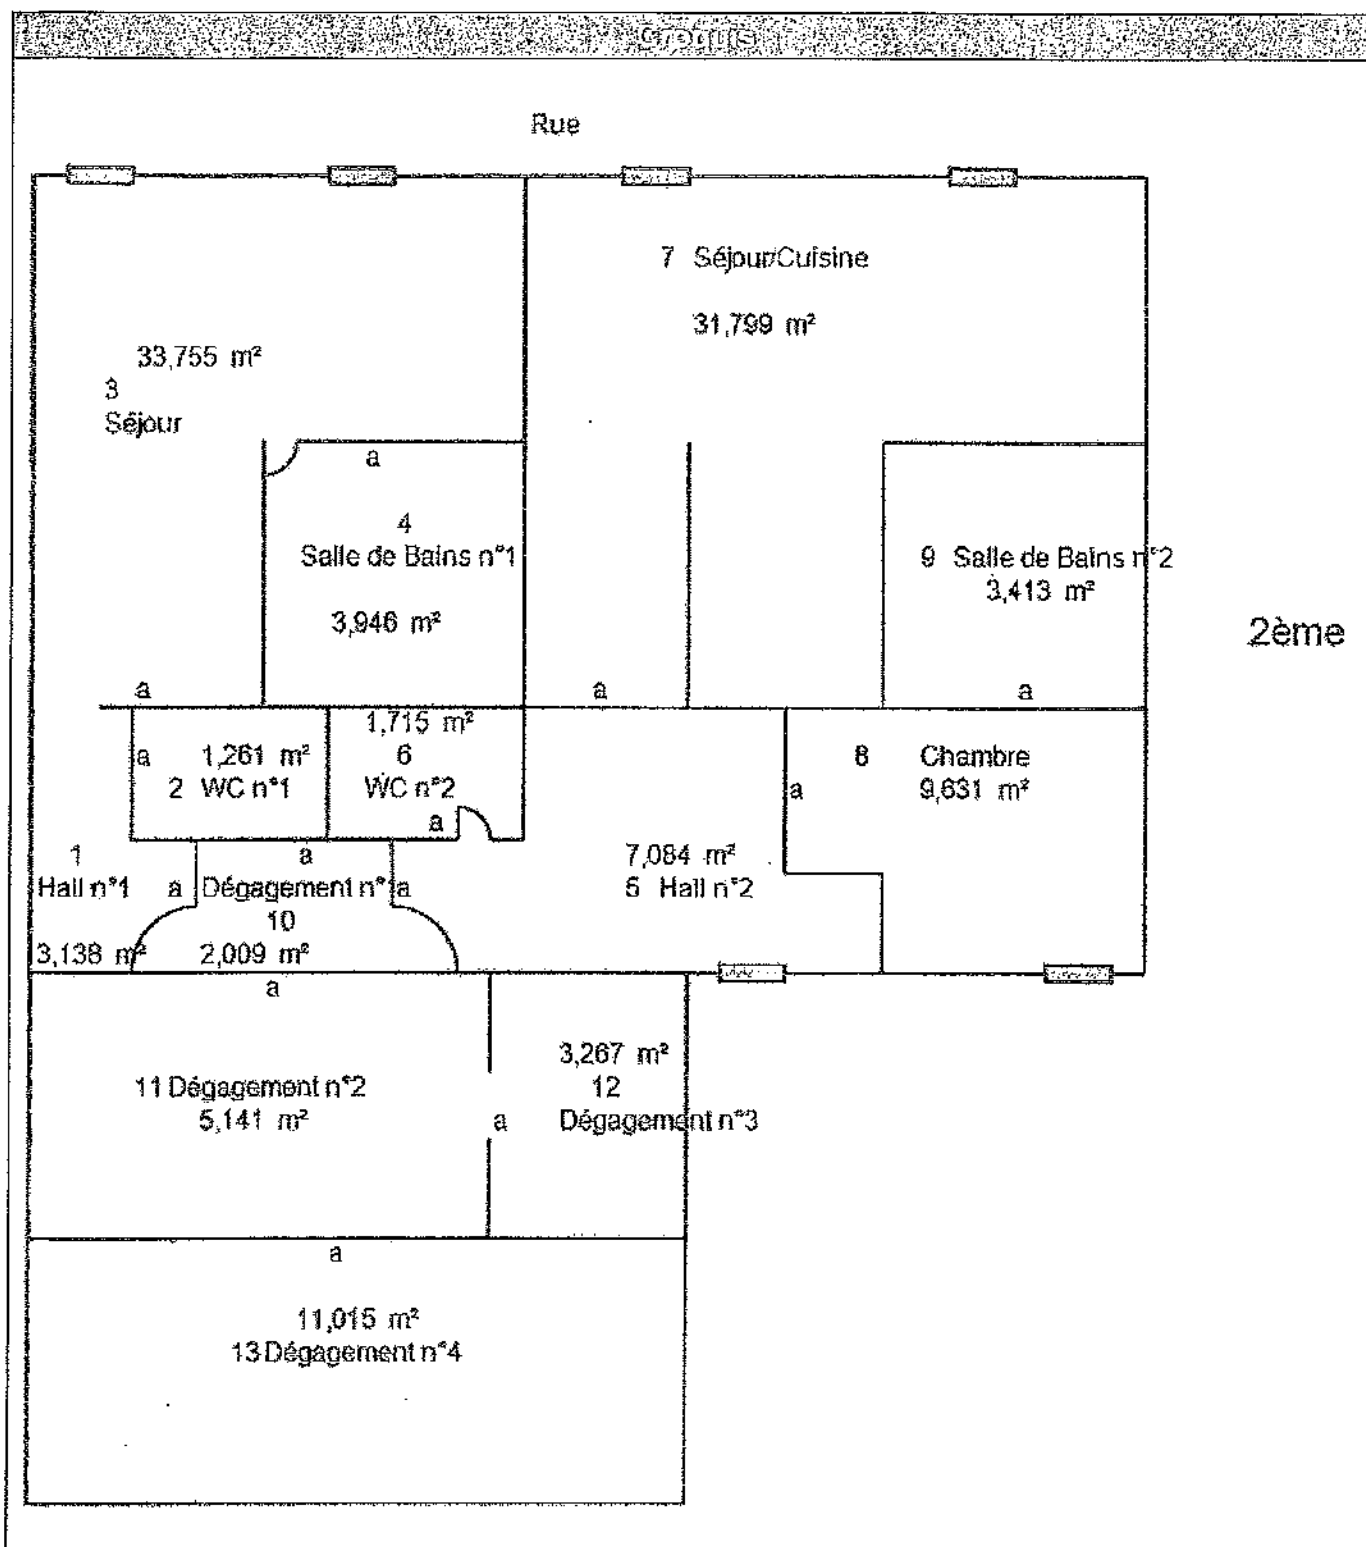 Croquis
Rue
7 Séjour/Cuisine
31,799 m²
33,755 m²
3
Séjour
a
4
Salle de Bains n°1
3,946 m²
9 Salle de Bains n°2
3,413 m²
2ème
a
a
a
1,715 m²
6
WC n°2
a
a
1,261 m²
2 WC n°1
8 Chambre
9,631 m²
a
1
Hall n°1
3,138 m²
a
a
Dégagement n°
a
10
2,009 m²
7,084 m²
5 Hall n°2
a
11 Dégagement n°2
5,141 m²
a
3,267 m²
12
Dégagement n°3
a
11,015 m²
13 Dégagement n°4